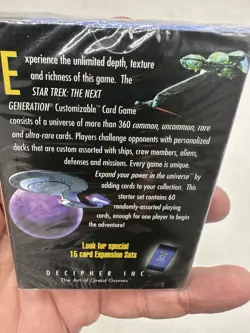 Experience the unlimited depth, texture
and richness of this game. The
STAR TREK: THE NEXT
GENERATION® Customizable™ Card Game
consists of a universe of more than 360 common, uncommon, rare
and ultra-rare cards. Players challenge opponents with personalized
decks that are custom assorted with ships, crew members, aliens,
defenses and missions. Every game is unique.
Expand your power in the universe™ by
adding cards to your collection. This
starter set contains 60
randomly-assorted playing
cards, enough for one player to begin
the adventure!
Look for special
15 card Expansion Sets
DECIPHER INC.
The Art of Great Games™